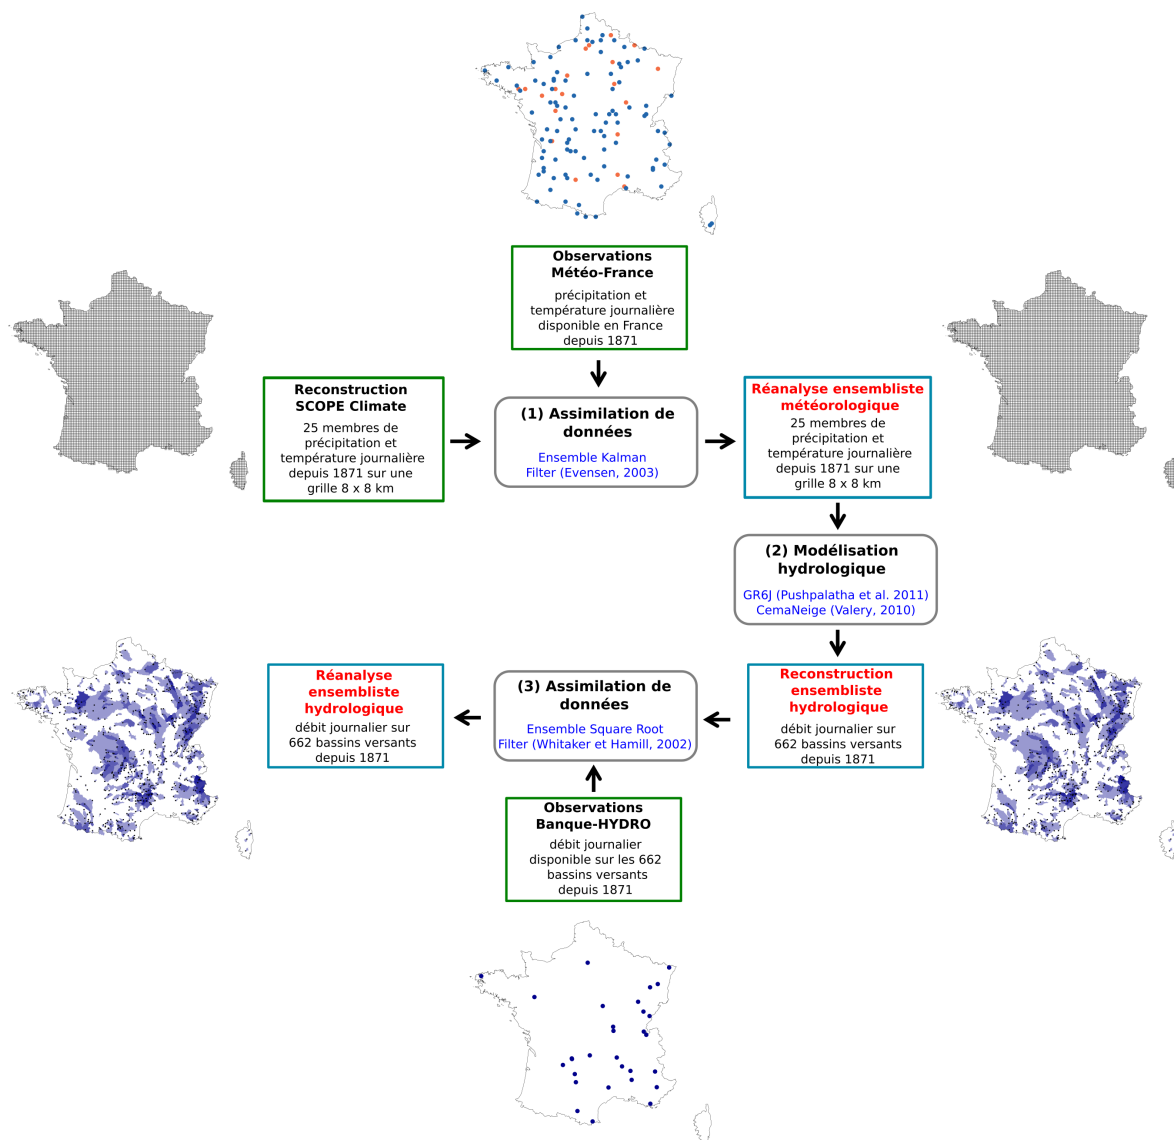 Observations
Météo-France
précipitation et
température journalière
disponible en France
depuis 1871
Reconstruction
SCOPE Climate
25 membres de
précipitation et
température journalière
depuis 1871 sur une
grille 8 x 8 km
(1) Assimilation de
données
Ensemble Kalman
Filter (Evensen, 2003)
Réanalyse ensembliste
météorologique
25 membres de
précipitation et
température journalière
depuis 1871 sur une
grille 8 x 8 km
(2) Modélisation
hydrologique
GR6J (Pushpalatha et al. 2011)
CemaNeige (Valery, 2010)
Reconstruction
ensembliste
hydrologique
débit journalier sur
662 bassins versants
depuis 1871
(3) Assimilation de
données
Ensemble Square Root
Filter (Whitaker et Hamill, 2002)
Réanalyse
ensembliste
hydrologique
débit journalier sur
662 bassins versants
depuis 1871
Observations
Banque-HYDRO
débit journalier
disponible sur les 662
bassins versants
depuis 1871